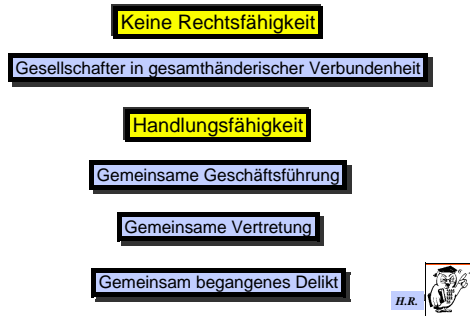 Keine Rechtsfähigkeit
Gesellschafter in gesamthänderischer Verbundenheit
Handlungsfähigkeit
Gemeinsame Geschäftsführung
Gemeinsame Vertretung
Gemeinsam begangenes Delikt
H.R.